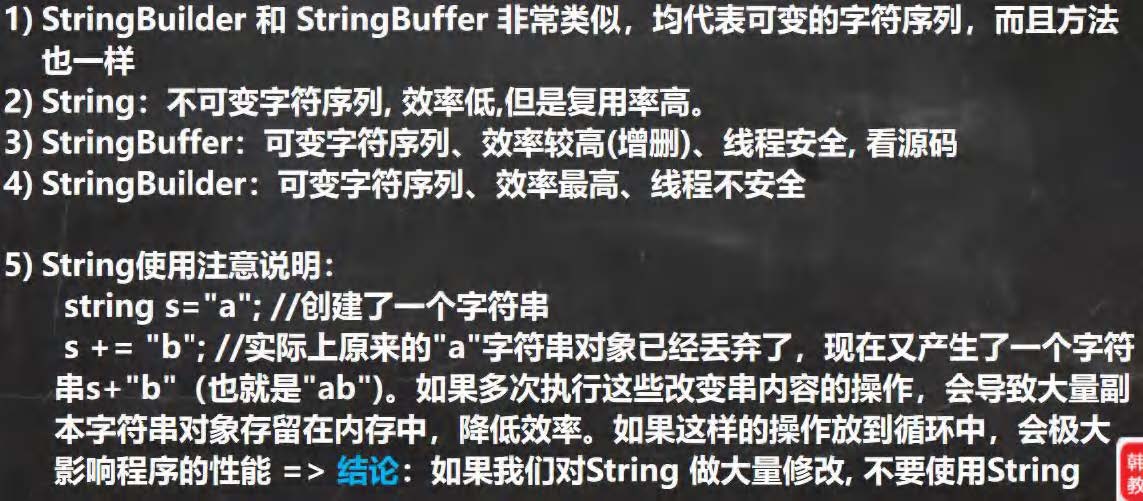 1) StringBuilder 和 StringBuffer 非常类似，均代表可变的字符序列，而且方法
也一样
2) String：不可变字符序列, 效率低,但是复用率高。
3) StringBuffer：可变字符序列、效率较高(增删)、线程安全, 看源码
4) StringBuilder：可变字符序列、效率最高、线程不安全
5) String使用注意说明：
string s="a"; //创建了一个字符串
s += "b"; //实际上原来的"a"字符串对象已经丢弃了，现在又产生了一个字符
串s+"b"（也就是"ab"）。如果多次执行这些改变串内容的操作，会导致大量副
本字符串对象存留在内存中，降低效率。如果这样的操作放到循环中，会极大
影响程序的性能 => 结论：如果我们对String 做大量修改, 不要使用String
韩
教